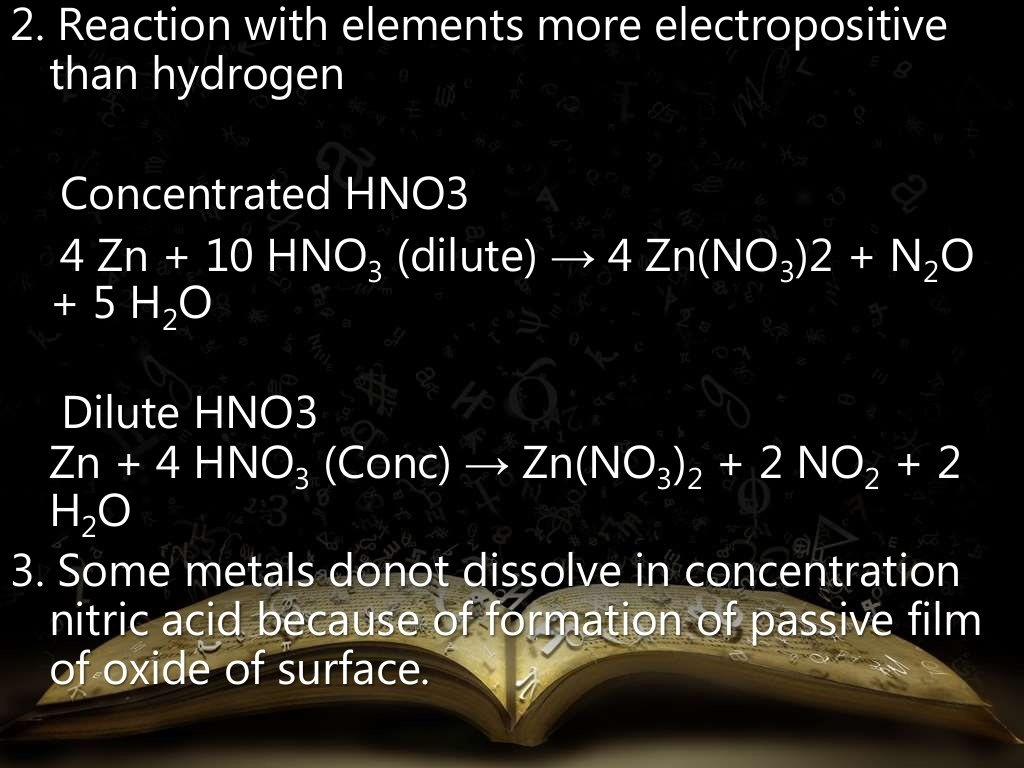 2. Reaction with elements more electropositive
than hydrogen
Concentrated HNO3
4 Zn + 10 HNO₃ (dilute) → 4 Zn(NO₃)2 + N₂O
+ 5 H₂O
Dilute HNO3
Zn + 4 HNO₃ (Conc) → Zn(NO₃)₂ + 2 NO₂ + 2
H₂O
3. Some metals donot dissolve in concentration
nitric acid because of formation of passive film
of oxide of surface.